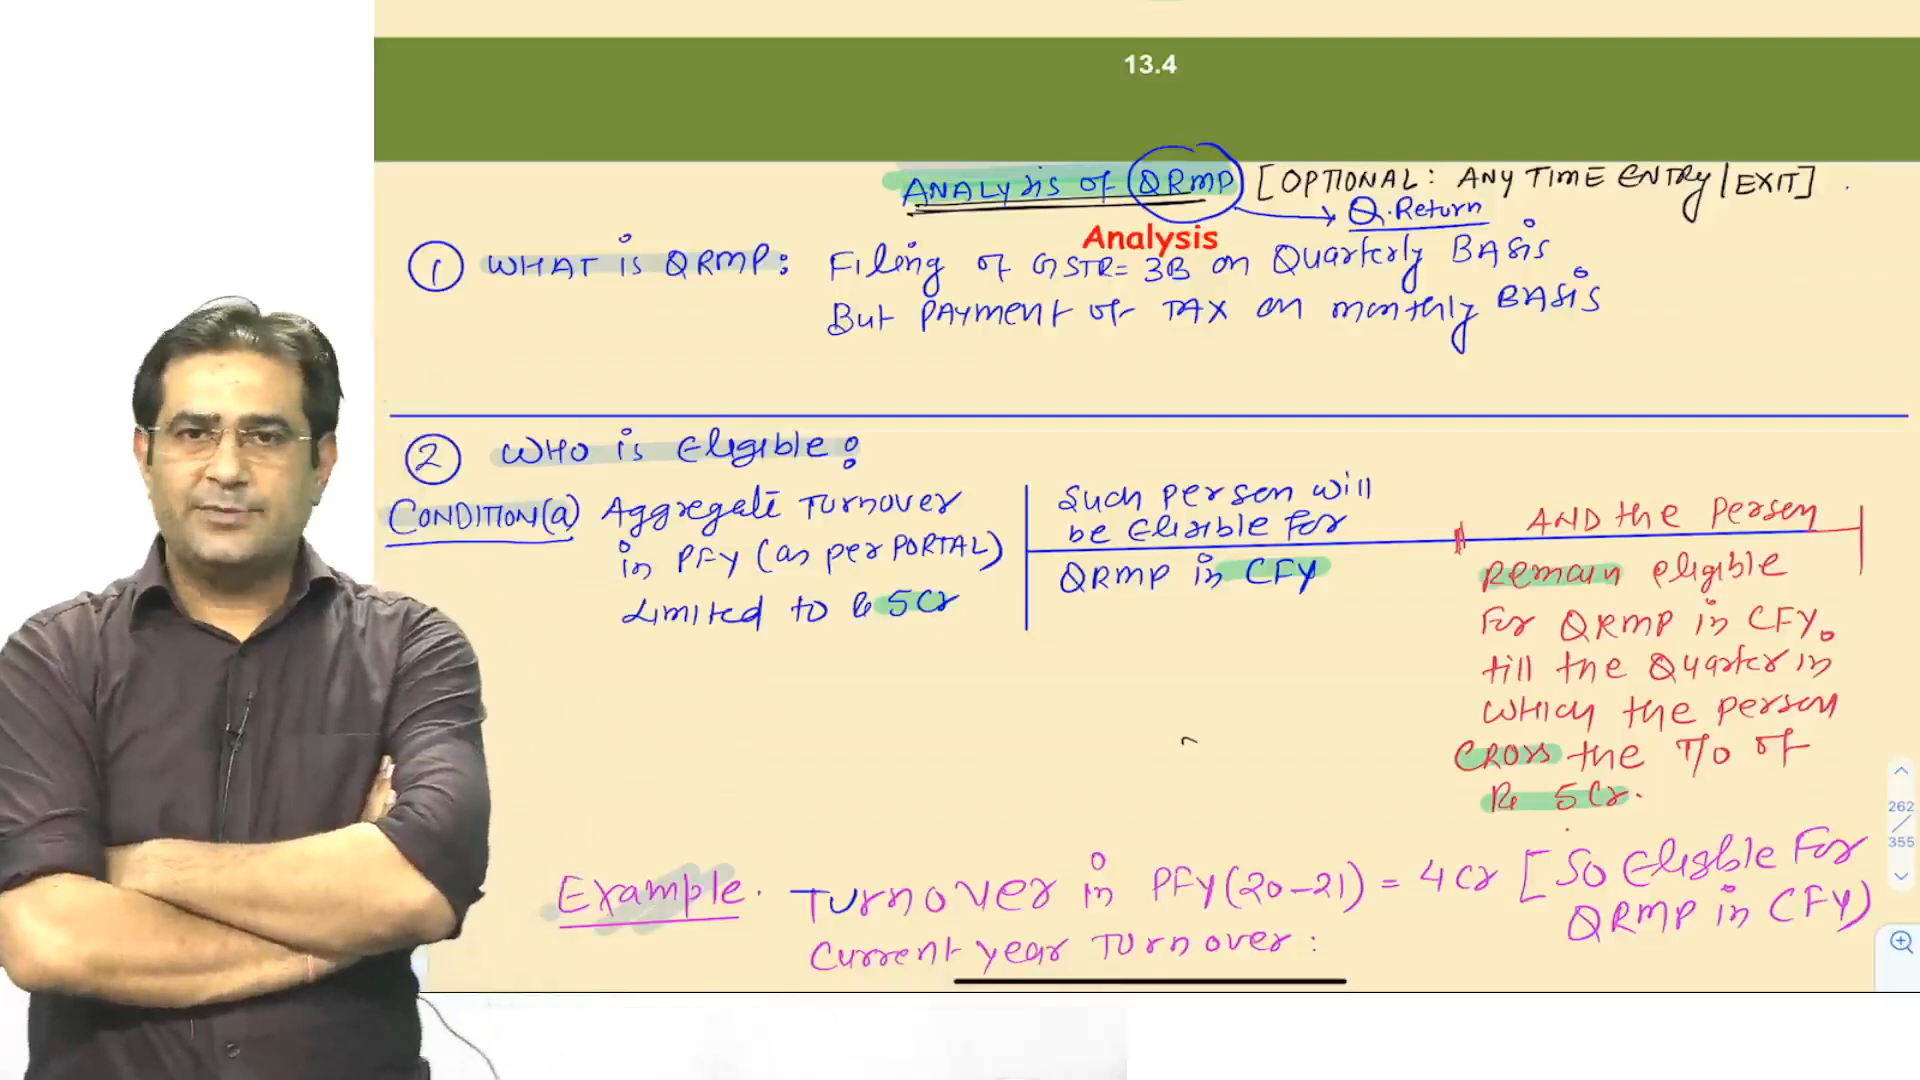 13.4
ANALYSIS OF QRMP [OPTIONAL: ANY TIME ENTRY/EXIT]
Q.Return
Analysis
1 WHAT is QRMP: Filing of GSTR=3B on Quarterly BASIS
But PAYMENT of TAX on monthly BASIS
2 WHO is Eligible:
CONDITION(a) Aggregate Turnover
in PFY (as per PORTAL)
Limited to Rs 5Cr
Such person will
be eligible for
QRMP in CFY
AND the Person
Remain eligible
For QRMP in CFY.
till the Quarter in
which the person
CROSS the T/O of
Rs 5Cr.
Example. Turnover in PFY(20-21) = 4Cr [So Eligible For
QRMP in CFY)
Current year Turnover:
262
/
355